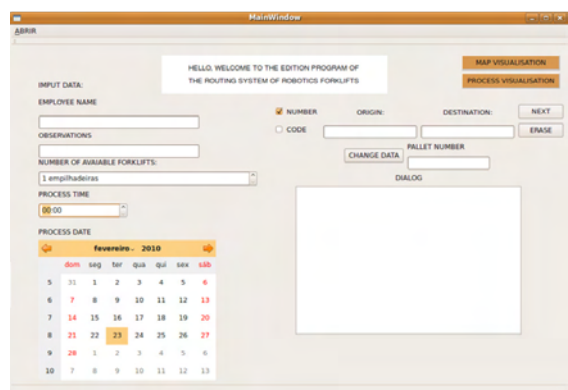 MainWindow
ABRIR
HELLO, WELCOME TO THE EDITION PROGRAM OF
THE ROUTING SYSTEM OF ROBOTICS FORKLIFTS
MAP VISUALISATION
PROCESS VISUALISATION
IMPUT DATA:
EMPLOYEE NAME
OBSERVATIONS
NUMBER OF AVAIABLE FORKLIFTS:
1 empilhadeiras
PROCESS TIME
00:00
PROCESS DATE
fevereiro 2010
dom seg ter qua qui sex sáb
5 31 1 2 3 4 5 6
6 7 8 9 10 11 12 13
7 14 15 16 17 18 19 20
8 21 22 23 24 25 26 27
9 28 1 2 3 4 5 6
10 7 8 9 10 11 12 13
NUMBER ORIGIN: DESTINATION: NEXT
CODE ERASE
CHANGE DATA PALLET NUMBER
DIALOG